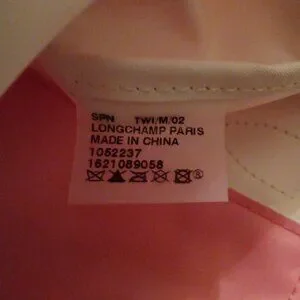 SPN TWI/M/02
LONGCHAMP PARIS
MADE IN CHINA
1052237
1621089058